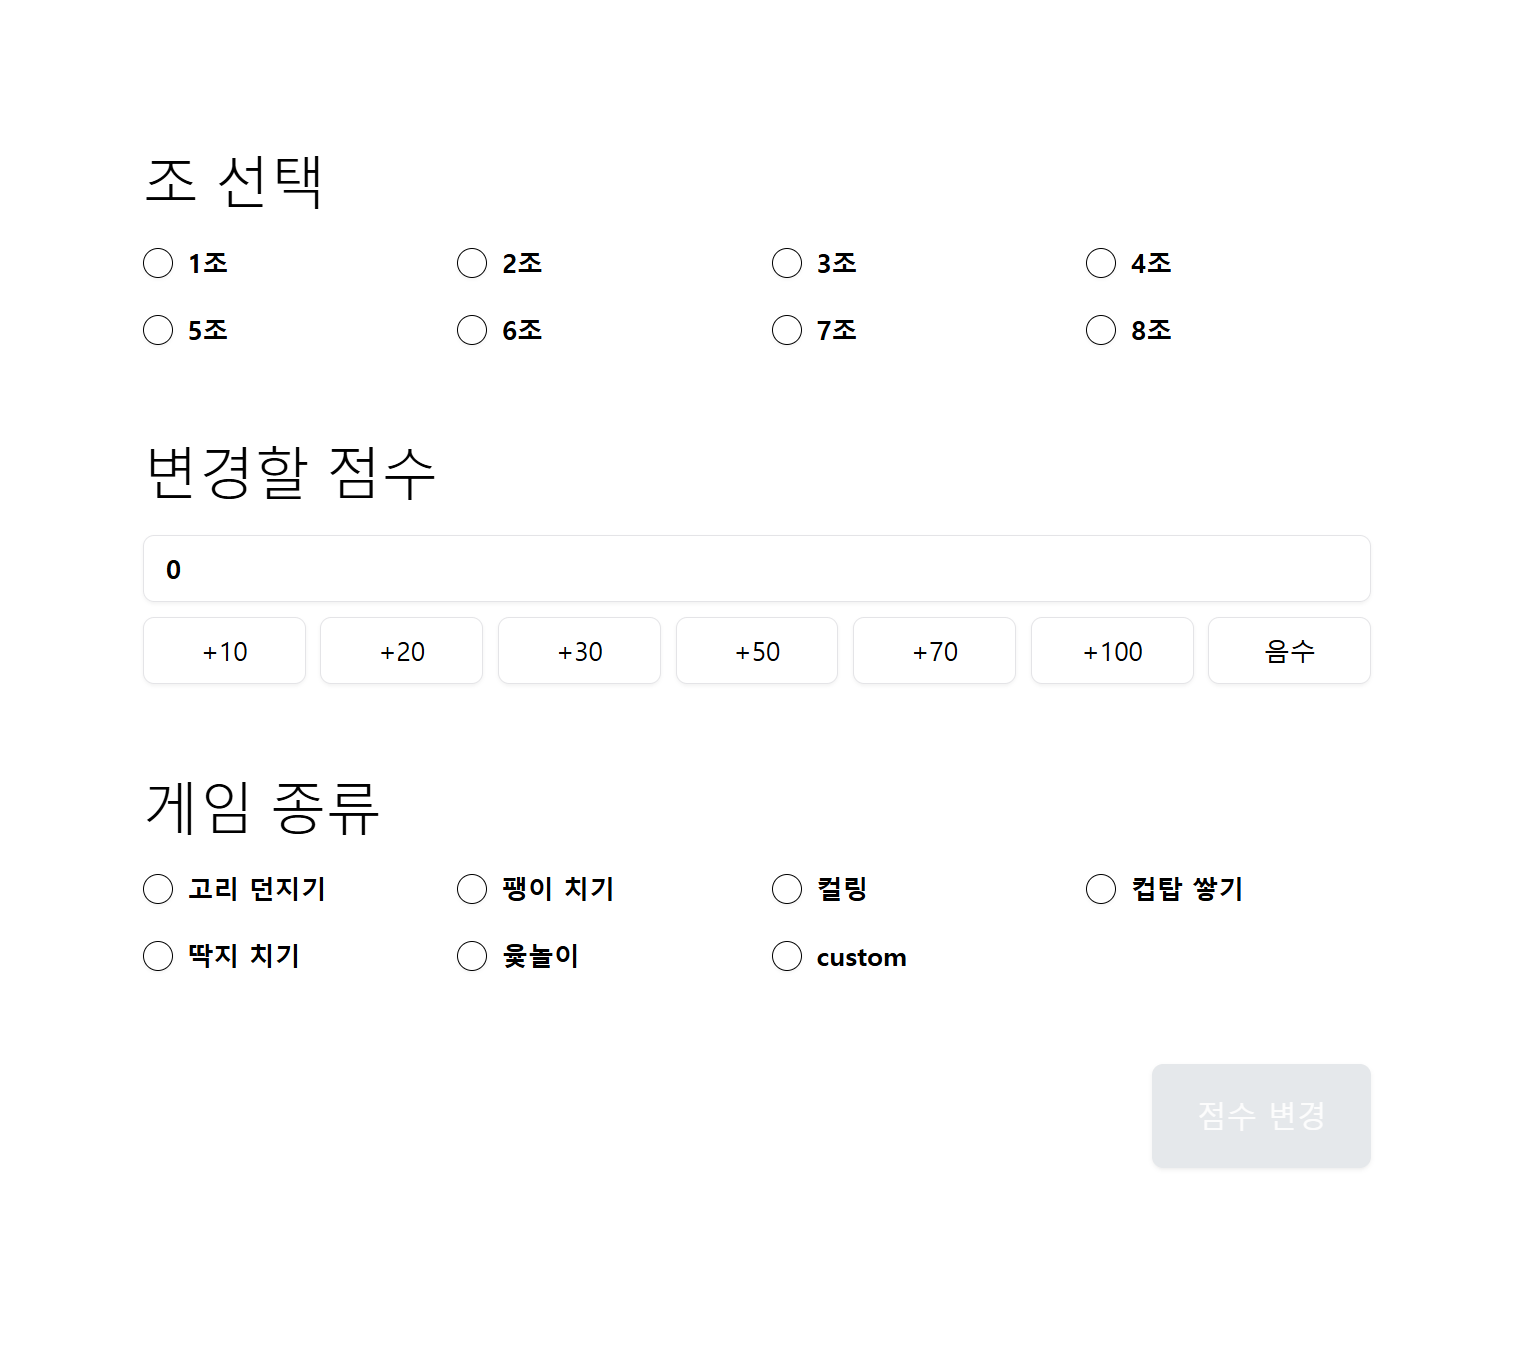 조 선택
1조 2조 3조 4조
5조 6조 7조 8조
변경할 점수
0
+10 +20 +30 +50 +70 +100 음수
게임 종류
고리 던지기 팽이 치기 컬링 컵탑 쌓기
딱지 치기 윷놀이 custom
점수 변경